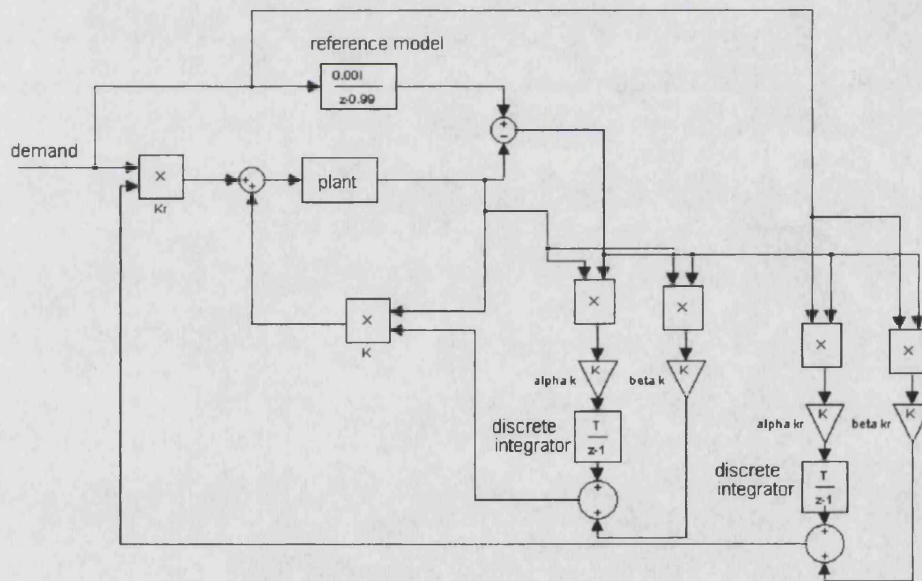 reference model
0.001
z-0.99
demand
+
−
×
Kr
+
+
plant
×
K
×
×
×
×
K
alpha k
K
beta k
K
alpha kr
K
beta kr
discrete
integrator
T
z-1
discrete
integrator
T
z-1
+
+
+
+